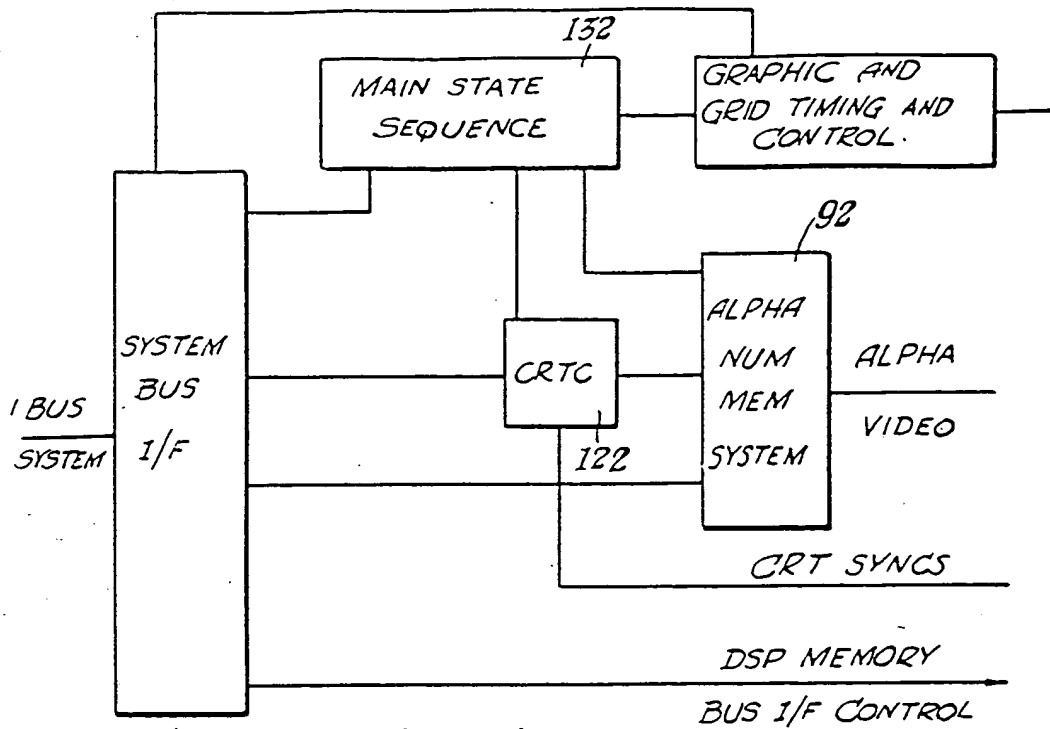 132
MAIN STATE
SEQUENCE
GRAPHIC AND
GRID TIMING AND
CONTROL.
92
SYSTEM
BUS
I/F
I BUS
SYSTEM
CRTC
122
ALPHA
NUM
MEM
SYSTEM
ALPHA
VIDEO
CRT SYNCS
DSP MEMORY
BUS I/F CONTROL